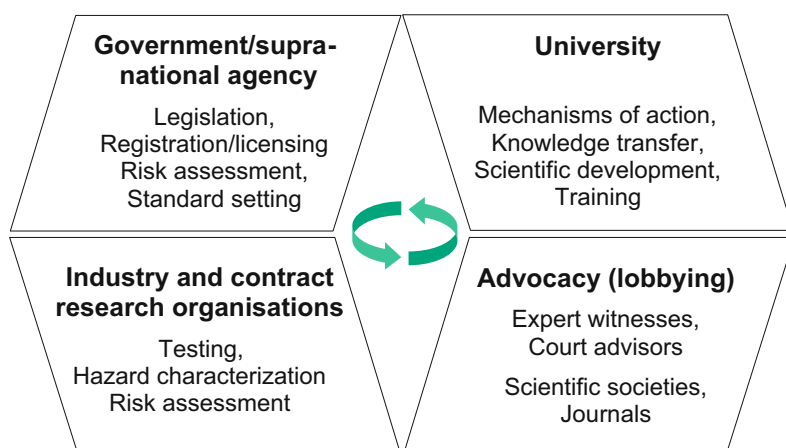 Government/supra-
national agency
Legislation,
Registration/licensing
Risk assessment,
Standard setting
University
Mechanisms of action,
Knowledge transfer,
Scientific development,
Training
Industry and contract
research organisations
Testing,
Hazard characterization
Risk assessment
Advocacy (lobbying)
Expert witnesses,
Court advisors
Scientific societies,
Journals